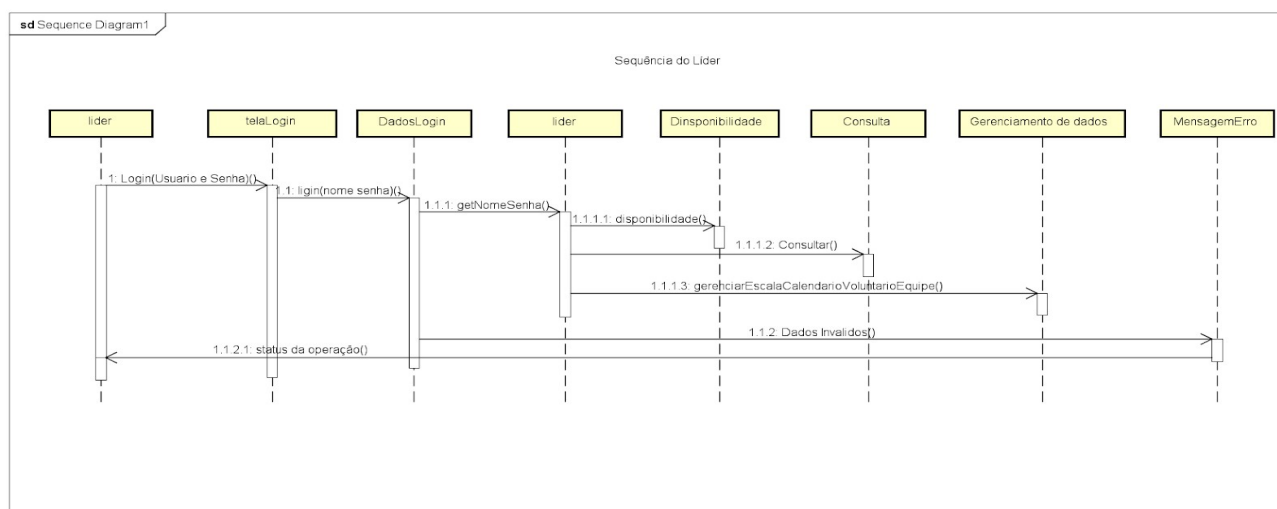 sd Sequence Diagram1
Sequência do Líder
lider
telaLogin
DadosLogin
lider
Dinsponibilidade
Consulta
Gerenciamento de dados
MensagemErro
1: Login(Usuario e Senha)()
1.1: ligin(nome senha)()
1.1.1: getNomeSenha()
1.1.1.1: disponibilidade()
1.1.1.2: Consultar()
1.1.1.3: gerenciarEscalaCalendarioVoluntarioEquipe()
1.1.2: Dados Invalidos()
1.1.2.1: status da operação()